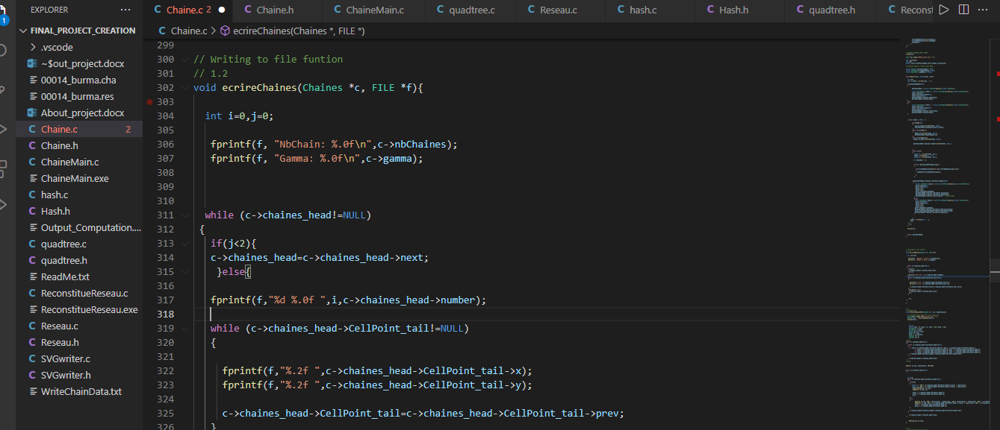 EXPLORER ···
Chaine.c 2 ● Chaine.h ChaineMain.c quadtree.c Reseau.c hash.c Hash.h quadtree.h Reconst ···
FINAL_PROJECT_CREATION
.vscode
~$out_project.docx
00014_burma.cha
00014_burma.res
About_project.docx
Chaine.c 2
Chaine.h
ChaineMain.c
ChaineMain.exe
hash.c
Hash.h
Output_Computation....
quadtree.c
quadtree.h
ReadMe.txt
ReconstitueReseau.c
ReconstitueReseau.exe
Reseau.c
Reseau.h
SVGwriter.c
SVGwriter.h
WriteChainData.txt
1
Chaine.c > ecrireChaines(Chaines *, FILE *)
299
300 // Writing to file funtion
301 // 1.2
302 void ecrireChaines(Chaines *c, FILE *f){
303
304 int i=0,j=0;
305
306 fprintf(f, "NbChain: %.0f\n",c->nbChaines);
307 fprintf(f, "Gamma: %.0f\n",c->gamma);
308
309
310
311 while (c->chaines_head!=NULL)
312 {
313 if(j<2){
314 c->chaines_head=c->chaines_head->next;
315 }else{
316
317 fprintf(f,"%d %.0f ",i,c->chaines_head->number);
318
319 while (c->chaines_head->CellPoint_tail!=NULL)
320 {
321
322 fprintf(f,"%.2f ",c->chaines_head->CellPoint_tail->x);
323 fprintf(f,"%.2f ",c->chaines_head->CellPoint_tail->y);
324
325 c->chaines_head->CellPoint_tail=c->chaines_head->CellPoint_tail->prev;
326 }